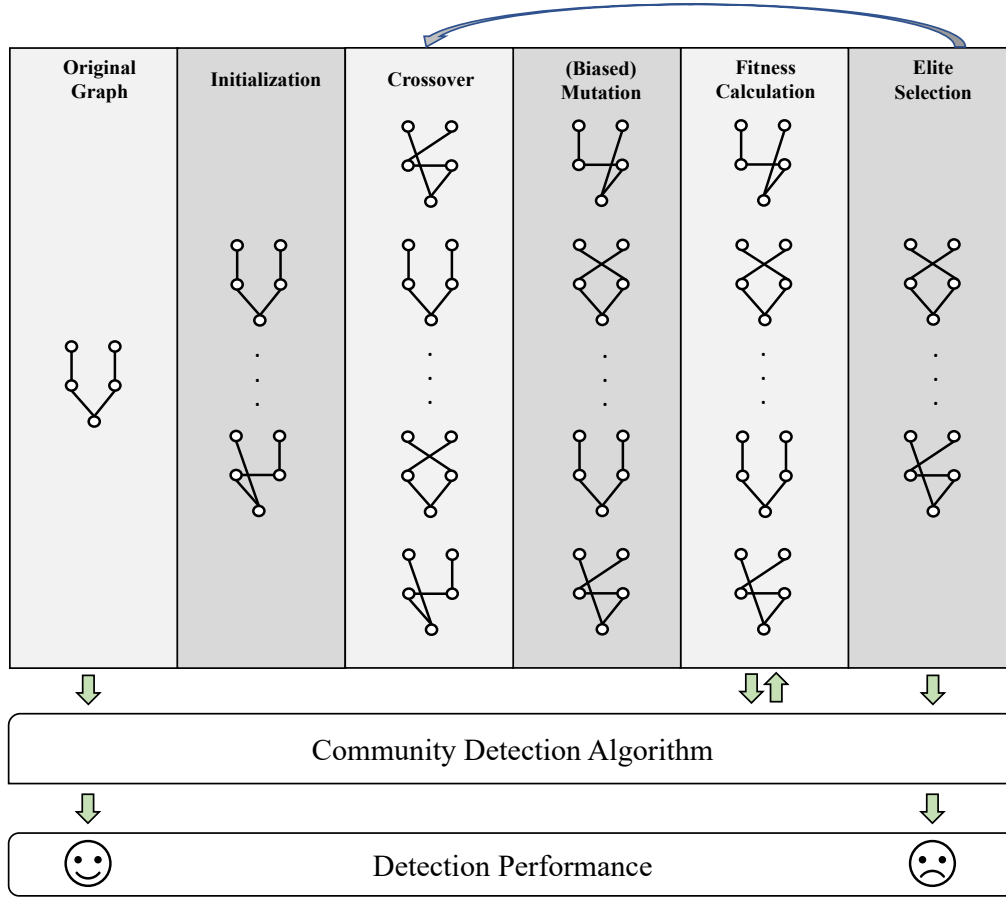 Original
Graph
Initialization
Crossover
(Biased)
Mutation
Fitness
Calculation
Elite
Selection
Community Detection Algorithm
Detection Performance